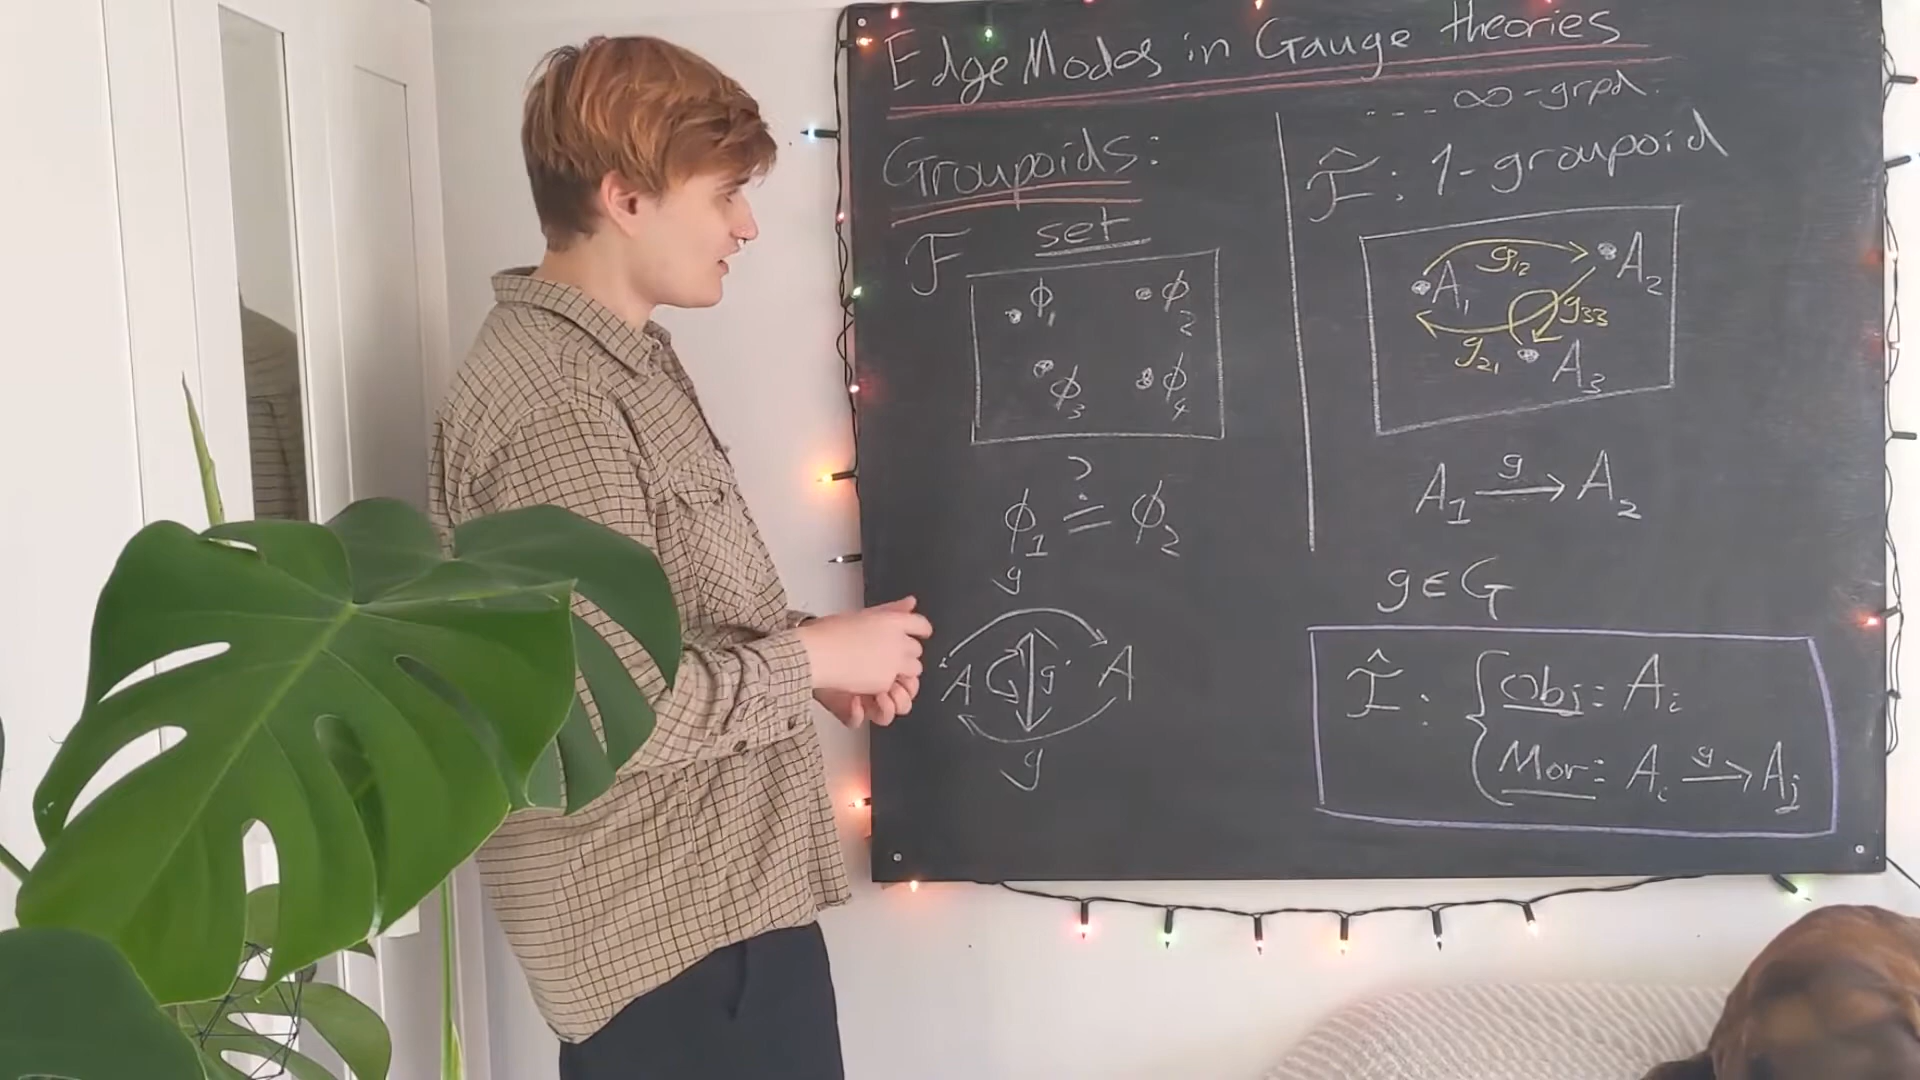 Edge Modes in Gauge theories
Groupoids:
F set
ϕ₁ ϕ₂
ϕ₃ ϕ₄
ϕ₁ ≟ ϕ₂
g
A g' A
g
--- ∞-grpd.
: 1-groupoid
g₁₂ A₂
A₁ g₃₃
g₂₁ A₃
A₁ →ᵍ A₂
g ∈ G
: { Obj: Aᵢ
Mor: Aᵢ →ᵍ Aⱼ